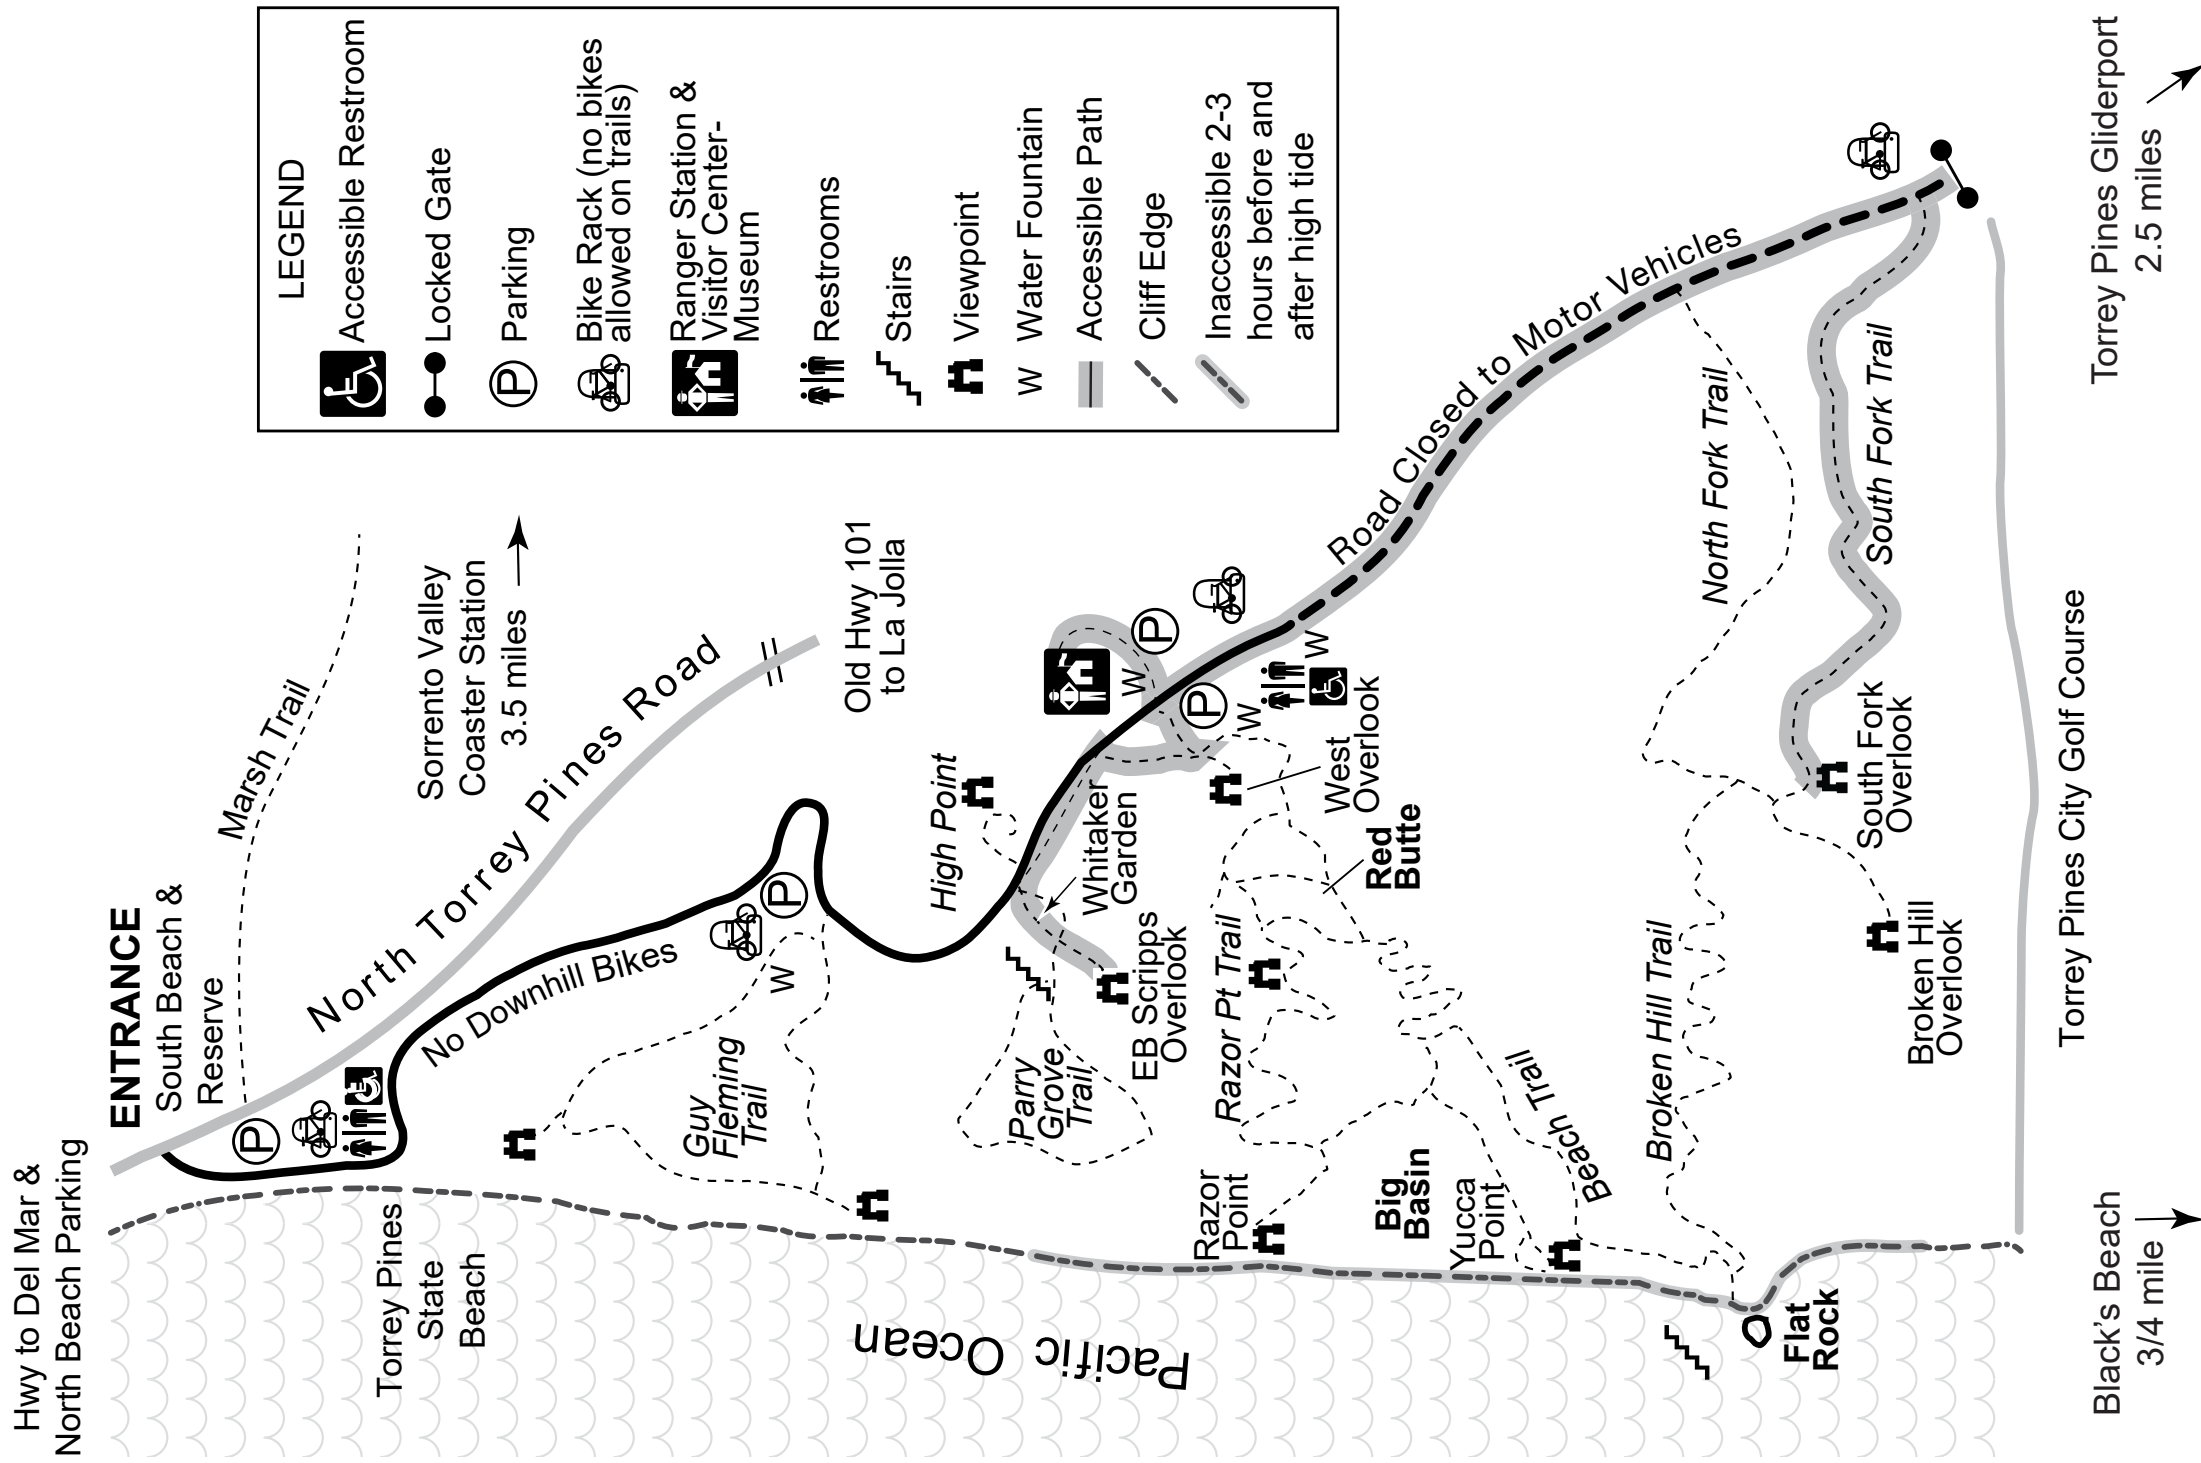 Hwy to Del Mar &
North Beach Parking
ENTRANCE
South Beach &
Reserve
Marsh Trail
North Torrey Pines Road
No Downhill Bikes
P
Sorrento Valley
Coaster Station
3.5 miles
Old Hwy 101
to La Jolla
Torrey Pines
State
Beach
Pacific Ocean
P
W
Guy
Fleming
Trail
High Point
Whitaker
Garden
EB Scripps
Overlook
Parry
Grove
Trail
P
W
P
W
W
West
Overlook
Red
Butte
Razor Pt Trail
Razor
Point
Big
Basin
Yucca
Point
Beach Trail
Beach Trail
Road Closed to Motor Vehicles
North Fork Trail
South Fork Trail
South Fork
Overlook
Broken Hill Trail
Broken Hill
Overlook
Flat
Rock
Torrey Pines City Golf Course
Torrey Pines Gliderport
2.5 miles
Black's Beach
3/4 mile
LEGEND
Accessible Restroom
Locked Gate
P Parking
Bike Rack (no bikes
allowed on trails)
Ranger Station &
Visitor Center-
Museum
Restrooms
Stairs
Viewpoint
W Water Fountain
Accessible Path
Cliff Edge
Inaccessible 2-3
hours before and
after high tide